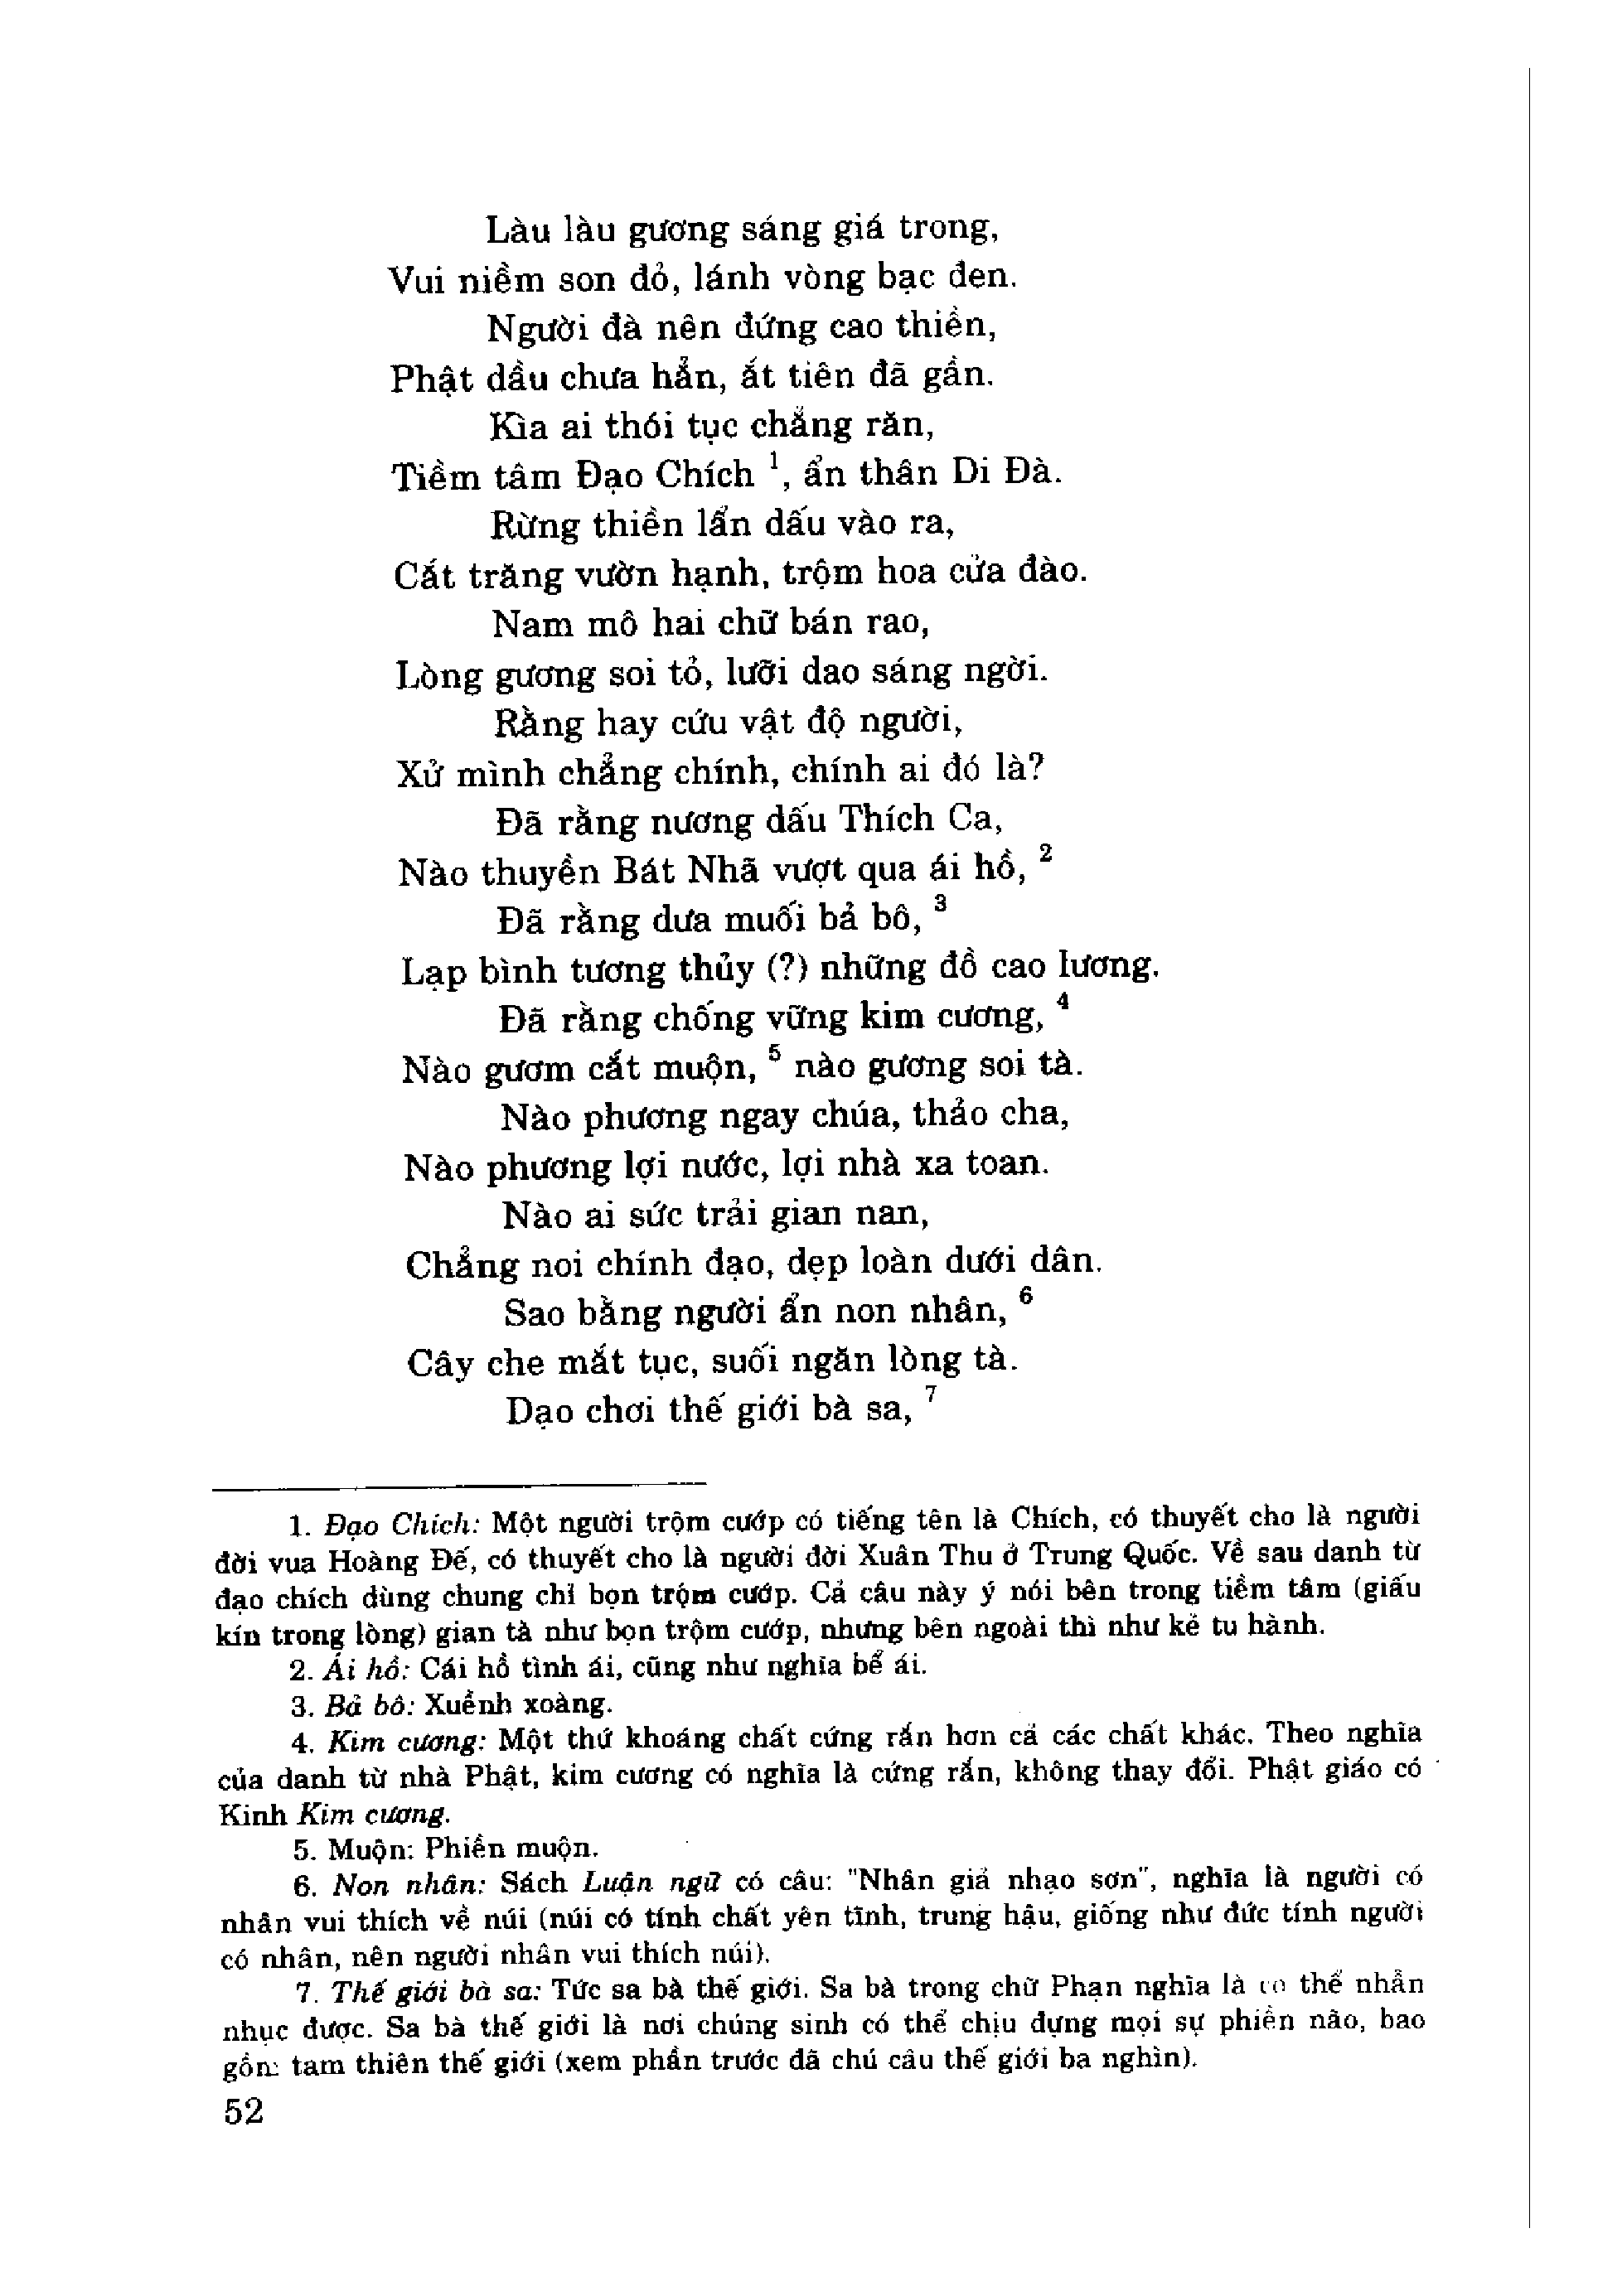 Làu làu gương sáng giá trong,
Vui niềm son đỏ, lánh vòng bạc đen.
Người đà nên đứng cao thiền,
Phật dầu chưa hẳn, ắt tiên đã gần.
Kìa ai thói tục chẳng răn,
Tiềm tâm Đạo Chích ¹, ẩn thân Di Đà.
Rừng thiền lẩn dấu vào ra,
Cắt trăng vườn hạnh, trộm hoa cửa đào.
Nam mô hai chữ bán rao,
Lòng gương soi tỏ, lưỡi dao sáng ngời.
Rằng hay cứu vật độ người,
Xử mình chẳng chính, chính ai đó là?
Đã rằng nương dấu Thích Ca,
Nào thuyền Bát Nhã vượt qua ái hồ, ²
Đã rằng dưa muối bả bô, ³
Lạp bình tương thủy (?) những đồ cao lương.
Đã rằng chống vững kim cương, ⁴
Nào gươm cắt muộn, ⁵ nào gương soi tà.
Nào phương ngay chúa, thảo cha,
Nào phương lợi nước, lợi nhà xa toan.
Nào ai sức trải gian nan,
Chẳng noi chính đạo, dẹp loàn dưới dân.
Sao bằng người ẩn non nhân, ⁶
Cây che mắt tục, suối ngăn lòng tà.
Dạo chơi thế giới bà sa, ⁷
1. Đạo Chích: Một người trộm cướp có tiếng tên là Chích, có thuyết cho là người
đời vua Hoàng Đế, có thuyết cho là người đời Xuân Thu ở Trung Quốc. Về sau danh từ
đạo chích dùng chung chỉ bọn trộm cướp. Cả câu này ý nói bên trong tiềm tâm (giấu
kín trong lòng) gian tà như bọn trộm cướp, nhưng bên ngoài thì như kẻ tu hành.
2. Ái hồ: Cái hồ tình ái, cũng như nghĩa bể ái.
3. Bả bô: Xuềnh xoàng.
4. Kim cương: Một thứ khoáng chất cứng rắn hơn cả các chất khác. Theo nghĩa
của danh từ nhà Phật, kim cương có nghĩa là cứng rắn, không thay đổi. Phật giáo có
Kinh Kim cương.
5. Muộn: Phiền muộn.
6. Non nhân: Sách Luận ngữ có câu: "Nhân giả nhạo sơn", nghĩa là người có
nhân vui thích về núi (núi có tính chất yên tĩnh, trung hậu, giống như đức tính người
có nhân, nên người nhân vui thích núi).
7. Thế giới bà sa: Tức sa bà thế giới. Sa bà trong chữ Phạn nghĩa là co thể nhẫn
nhục được. Sa bà thế giới là nơi chúng sinh có thể chịu đựng mọi sự phiền não, bao
gồm tam thiên thế giới (xem phần trước đã chú câu thế giới ba nghìn).
52